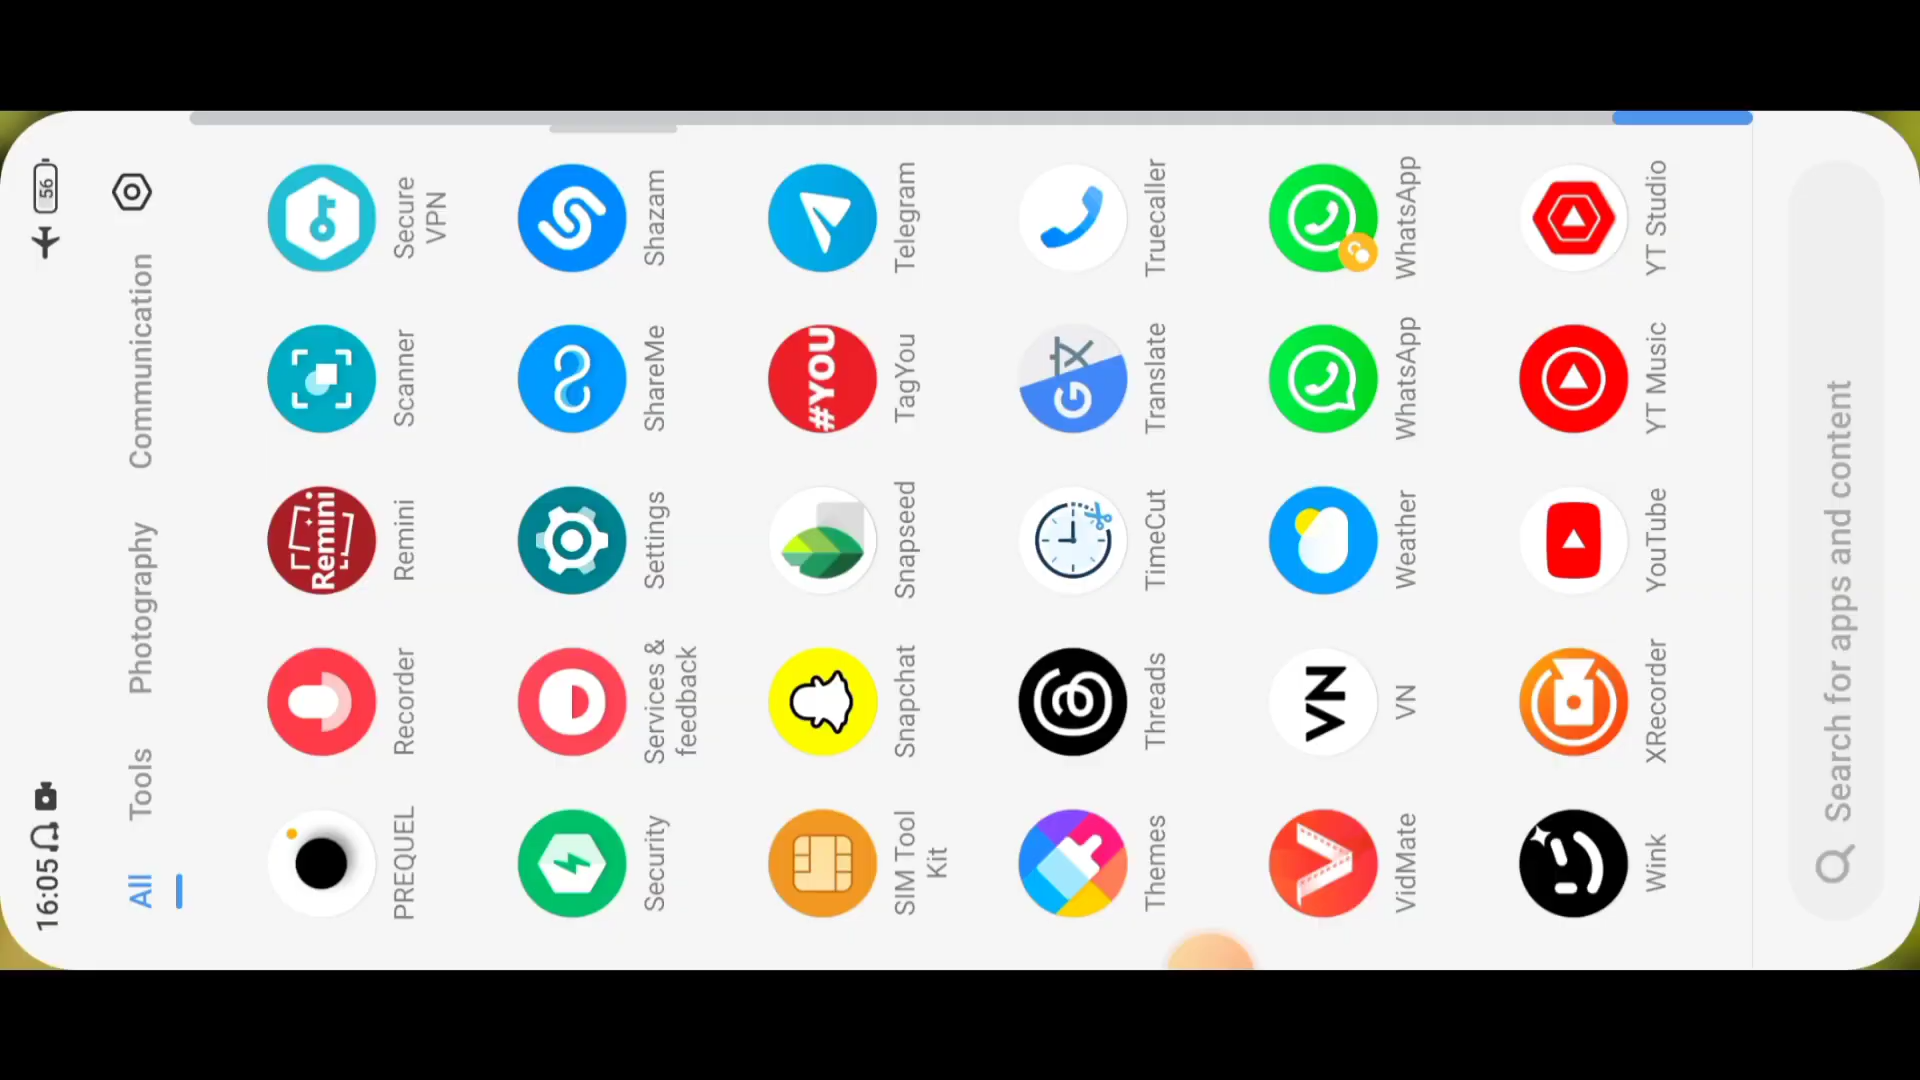 16:05
56
All
Tools
Photography
Communication
PREQUEL
Recorder
Remini
Remini
Scanner
Secure
VPN
Security
Services &
feedback
Settings
ShareMe
Shazam
SIM Tool
Kit
Snapchat
Snapseed
#YOU
TagYou
Telegram
Themes
Threads
TimeCut
G
Translate
Truecaller
VidMate
VN
VN
Weather
WhatsApp
WhatsApp
Wink
XRecorder
YouTube
YT Music
YT Studio
Search for apps and content